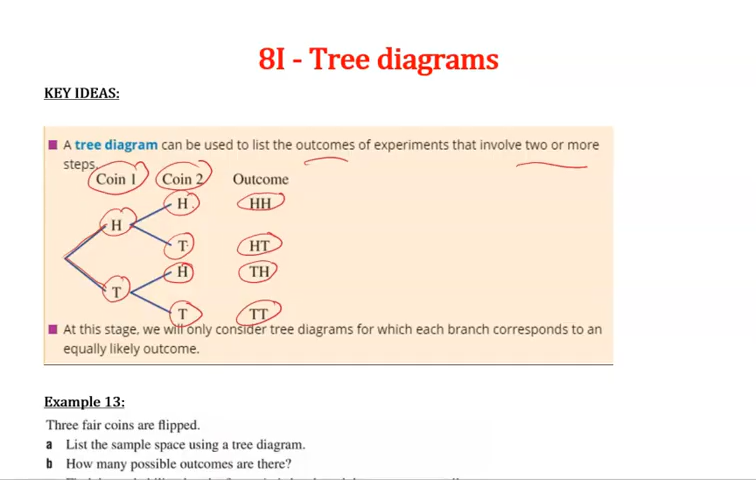 8I - Tree diagrams
KEY IDEAS:
■ A tree diagram can be used to list the outcomes of experiments that involve two or more
steps.
Coin 1 Coin 2 Outcome
H HH
H
T HT
H TH
T
T TT
■ At this stage, we will only consider tree diagrams for which each branch corresponds to an
equally likely outcome.
Example 13:
Three fair coins are flipped.
a List the sample space using a tree diagram.
b How many possible outcomes are there?